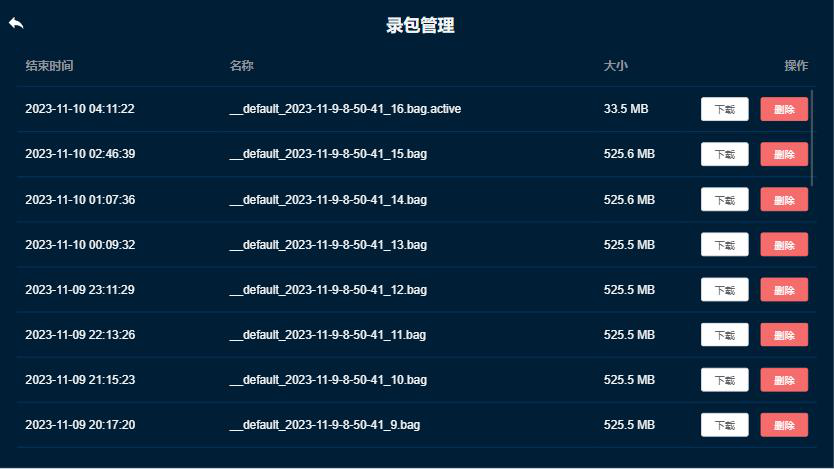 录包管理
结束时间 名称 大小 操作
2023-11-10 04:11:22 __default_2023-11-9-8-50-41_16.bag.active 33.5 MB 下载 删除
2023-11-10 02:46:39 __default_2023-11-9-8-50-41_15.bag 525.6 MB 下载 删除
2023-11-10 01:07:36 __default_2023-11-9-8-50-41_14.bag 525.6 MB 下载 删除
2023-11-10 00:09:32 __default_2023-11-9-8-50-41_13.bag 525.5 MB 下载 删除
2023-11-09 23:11:29 __default_2023-11-9-8-50-41_12.bag 525.5 MB 下载 删除
2023-11-09 22:13:26 __default_2023-11-9-8-50-41_11.bag 525.5 MB 下载 删除
2023-11-09 21:15:23 __default_2023-11-9-8-50-41_10.bag 525.5 MB 下载 删除
2023-11-09 20:17:20 __default_2023-11-9-8-50-41_9.bag 525.5 MB 下载 删除